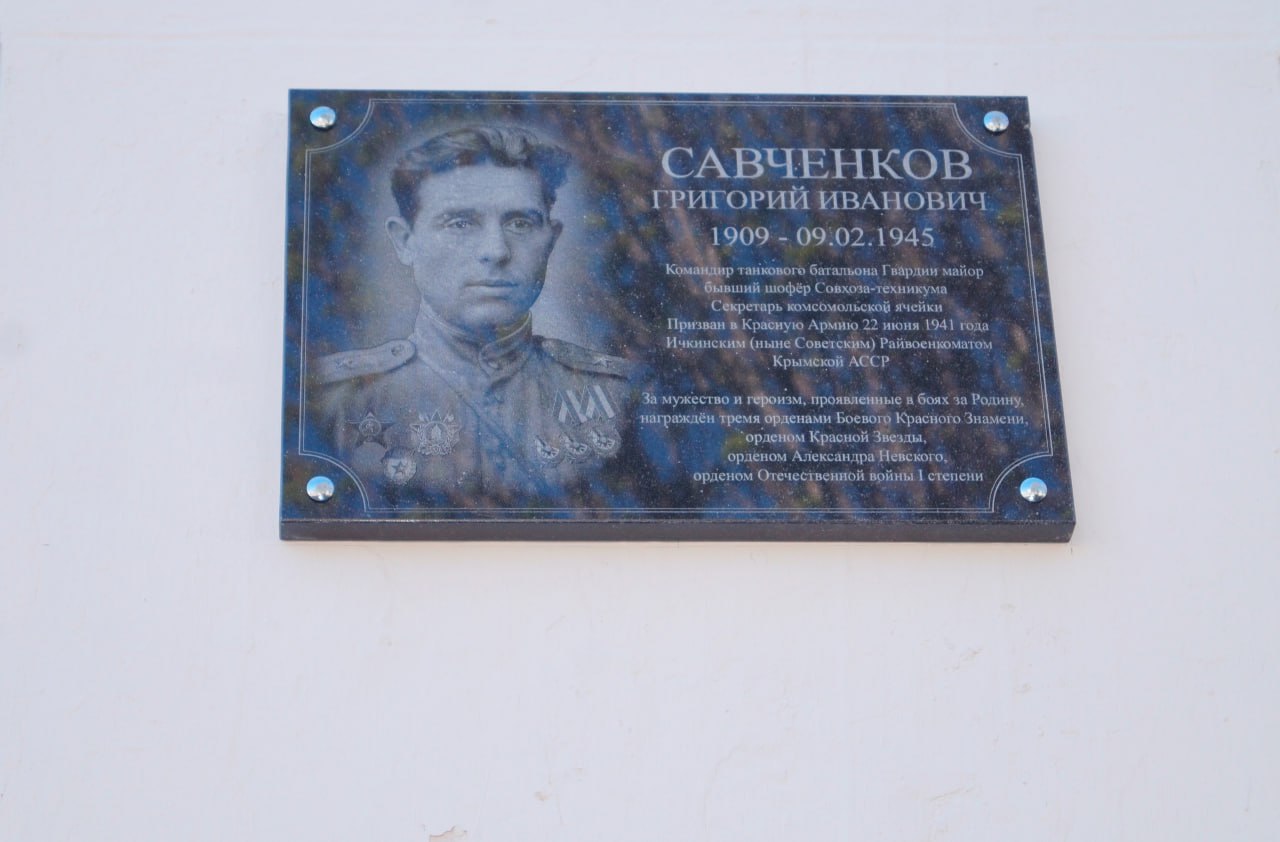 САВЧЕНКОВ
ГРИГОРИЙ ИВАНОВИЧ
1909 - 09.02.1945
Командир танкового батальона Гвардии майор
бывший шофёр Совхоза-техникума
Секретарь комсомольской ячейки
Призван в Красную Армию 22 июня 1941 года
Ичкинским (ныне Советским) Райвоенкоматом
Крымской АССР
За мужество и героизм, проявленные в боях за Родину,
награждён тремя орденами Боевого Красного Знамени,
орденом Красной Звезды,
орденом Александра Невского,
орденом Отечественной войны I степени